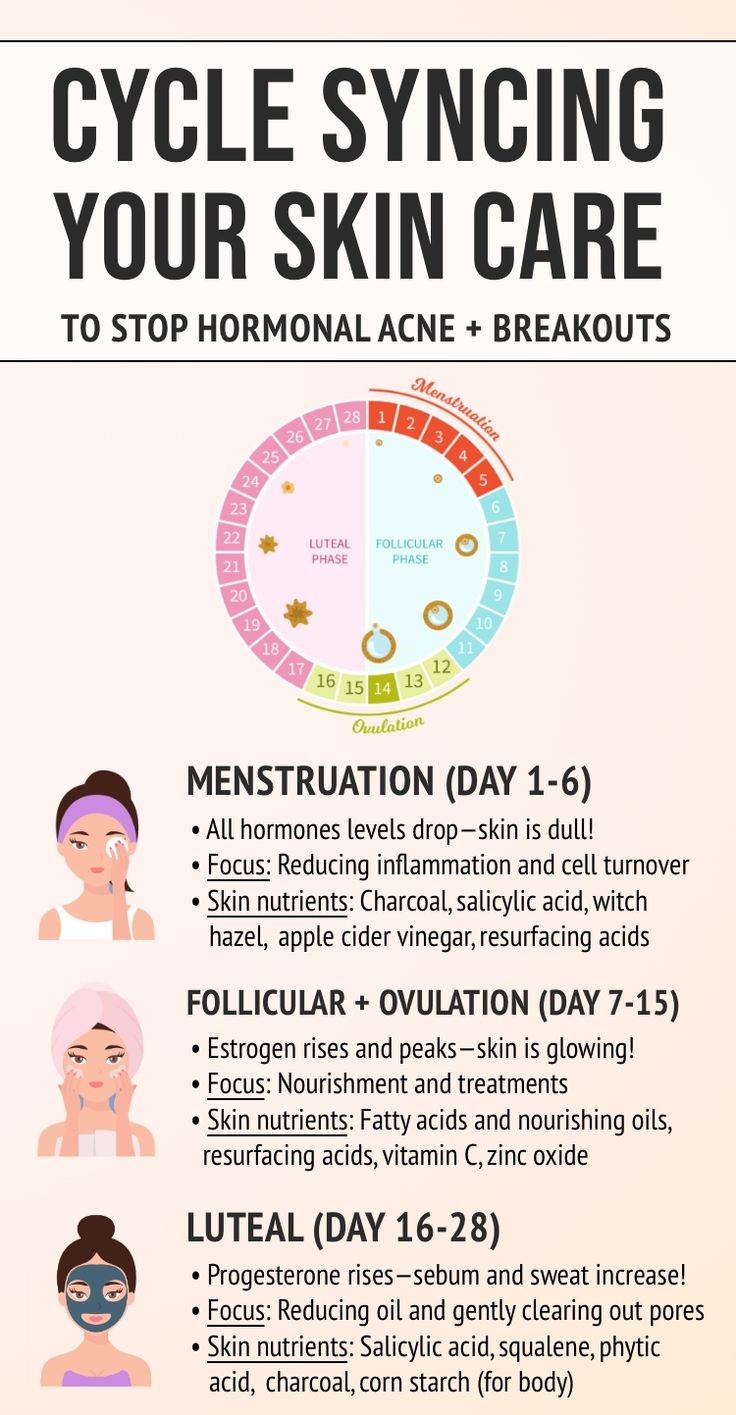 CYCLE SYNCING
YOUR SKIN CARE
TO STOP HORMONAL ACNE + BREAKOUTS
Menstruation
1
2
3
4
5
6
7
8
9
10
11
12
13
14
15
16
17
18
19
20
21
22
23
24
25
26
27
28
LUTEAL
PHASE
FOLLICULAR
PHASE
Ovulation
MENSTRUATION (DAY 1-6)
• All hormones levels drop—skin is dull!
• Focus: Reducing inflammation and cell turnover
• Skin nutrients: Charcoal, salicylic acid, witch
hazel, apple cider vinegar, resurfacing acids
FOLLICULAR + OVULATION (DAY 7-15)
• Estrogen rises and peaks—skin is glowing!
• Focus: Nourishment and treatments
• Skin nutrients: Fatty acids and nourishing oils,
resurfacing acids, vitamin C, zinc oxide
LUTEAL (DAY 16-28)
• Progesterone rises—sebum and sweat increase!
• Focus: Reducing oil and gently clearing out pores
• Skin nutrients: Salicylic acid, squalene, phytic
acid, charcoal, corn starch (for body)